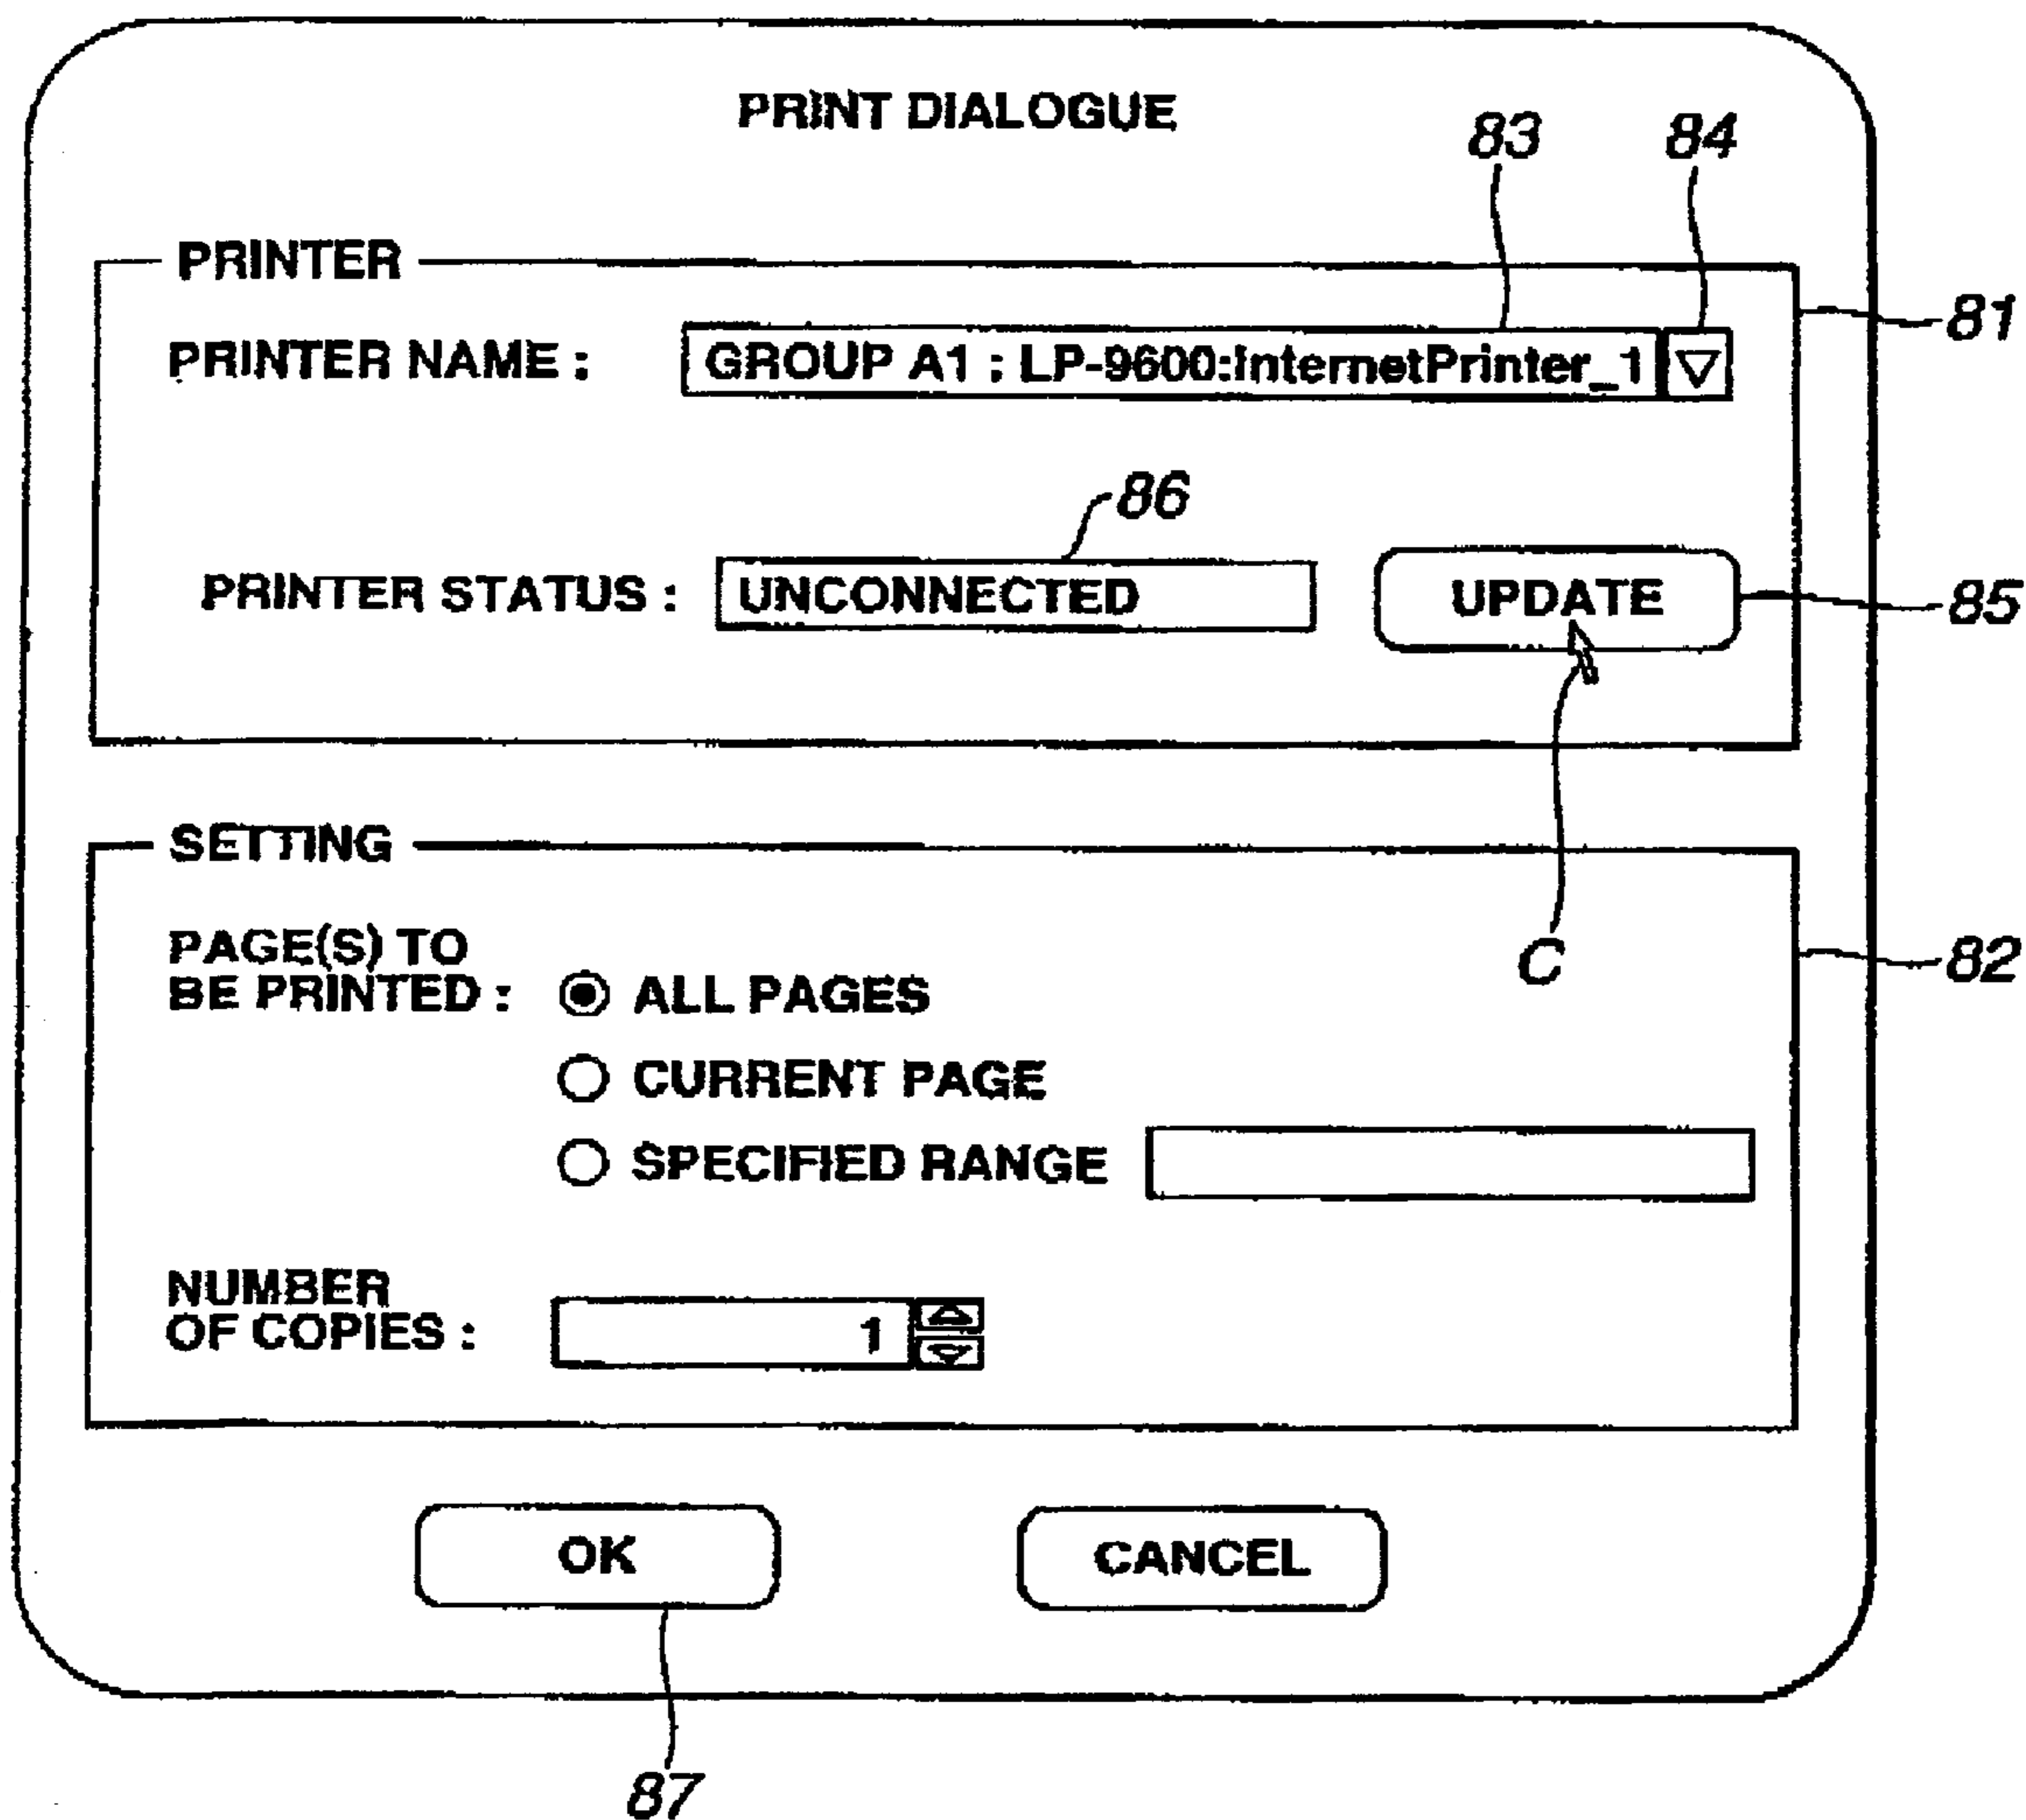 PRINT DIALOGUE
83
84
PRINTER
81
PRINTER NAME : GROUP A1 : LP-9600:InternetPrinter_1
86
PRINTER STATUS : UNCONNECTED UPDATE
85
SETTING
PAGE(S) TO
BE PRINTED : ALL PAGES
C
82
CURRENT PAGE
SPECIFIED RANGE
NUMBER
OF COPIES : 1
OK CANCEL
87